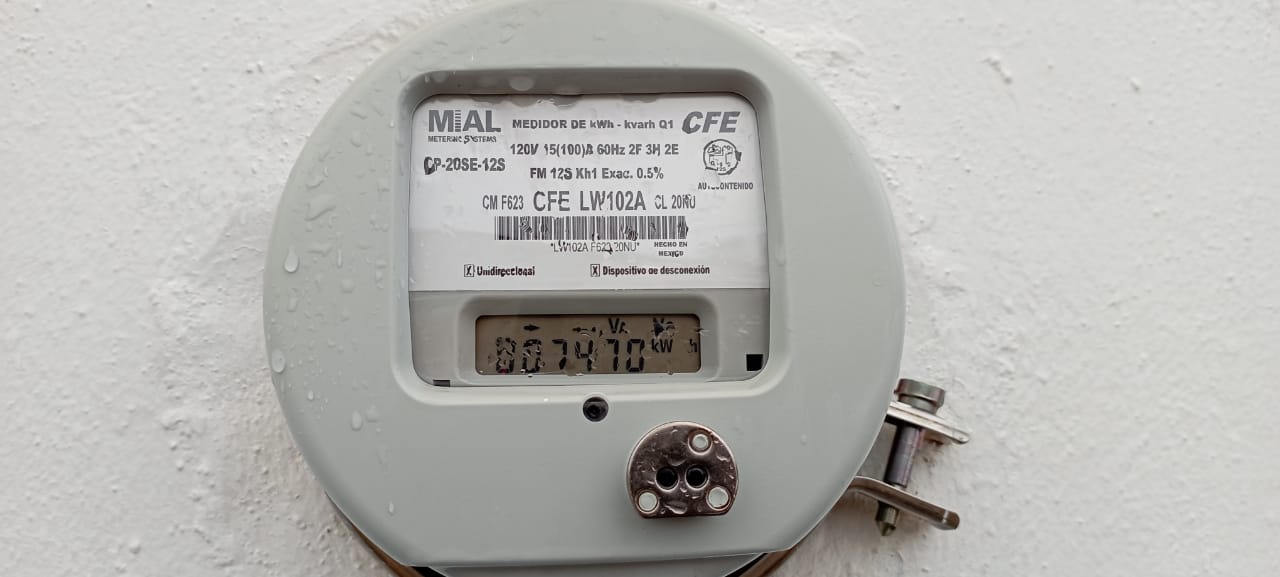 MIAL
METERING SYSTEMS
MEDIDOR DE kWh - kvarh Q1
CFE
120V 15(100)A 60Hz 2F 3H 2E
CP-20SE-12S
FM 12S Kh1 Exac. 0.5%
AUTOCONTENIDO
CM F623 CFE LW102A CL 20NU
*LW102A F623 20NU*
HECHO EN
MEXICO
X Unidireccional
X Dispositivo de desconexión
007470 kW h